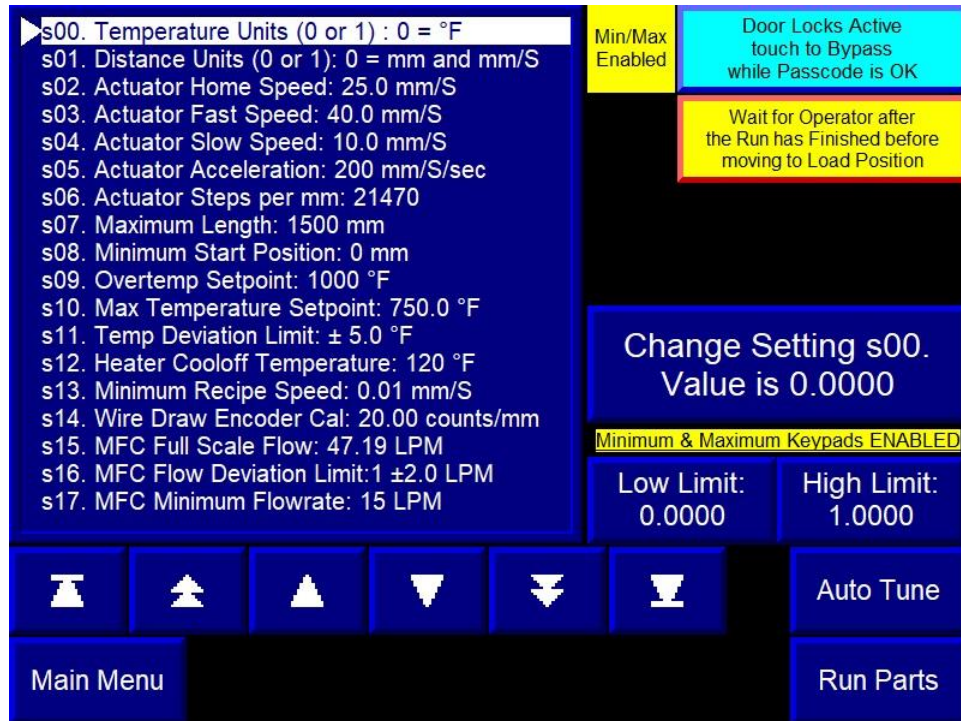 s00. Temperature Units (0 or 1) : 0 = °F
s01. Distance Units (0 or 1): 0 = mm and mm/S
s02. Actuator Home Speed: 25.0 mm/S
s03. Actuator Fast Speed: 40.0 mm/S
s04. Actuator Slow Speed: 10.0 mm/S
s05. Actuator Acceleration: 200 mm/S/sec
s06. Actuator Steps per mm: 21470
s07. Maximum Length: 1500 mm
s08. Minimum Start Position: 0 mm
s09. Overtemp Setpoint: 1000 °F
s10. Max Temperature Setpoint: 750.0 °F
s11. Temp Deviation Limit: ± 5.0 °F
s12. Heater Cooloff Temperature: 120 °F
s13. Minimum Recipe Speed: 0.01 mm/S
s14. Wire Draw Encoder Cal: 20.00 counts/mm
s15. MFC Full Scale Flow: 47.19 LPM
s16. MFC Flow Deviation Limit:1 ±2.0 LPM
s17. MFC Minimum Flowrate: 15 LPM
Min/Max
Enabled
Door Locks Active
touch to Bypass
while Passcode is OK
Wait for Operator after
the Run has Finished before
moving to Load Position
Change Setting s00.
Value is 0.0000
Minimum & Maximum Keypads ENABLED
Low Limit:
0.0000
High Limit:
1.0000
Auto Tune
Main Menu
Run Parts